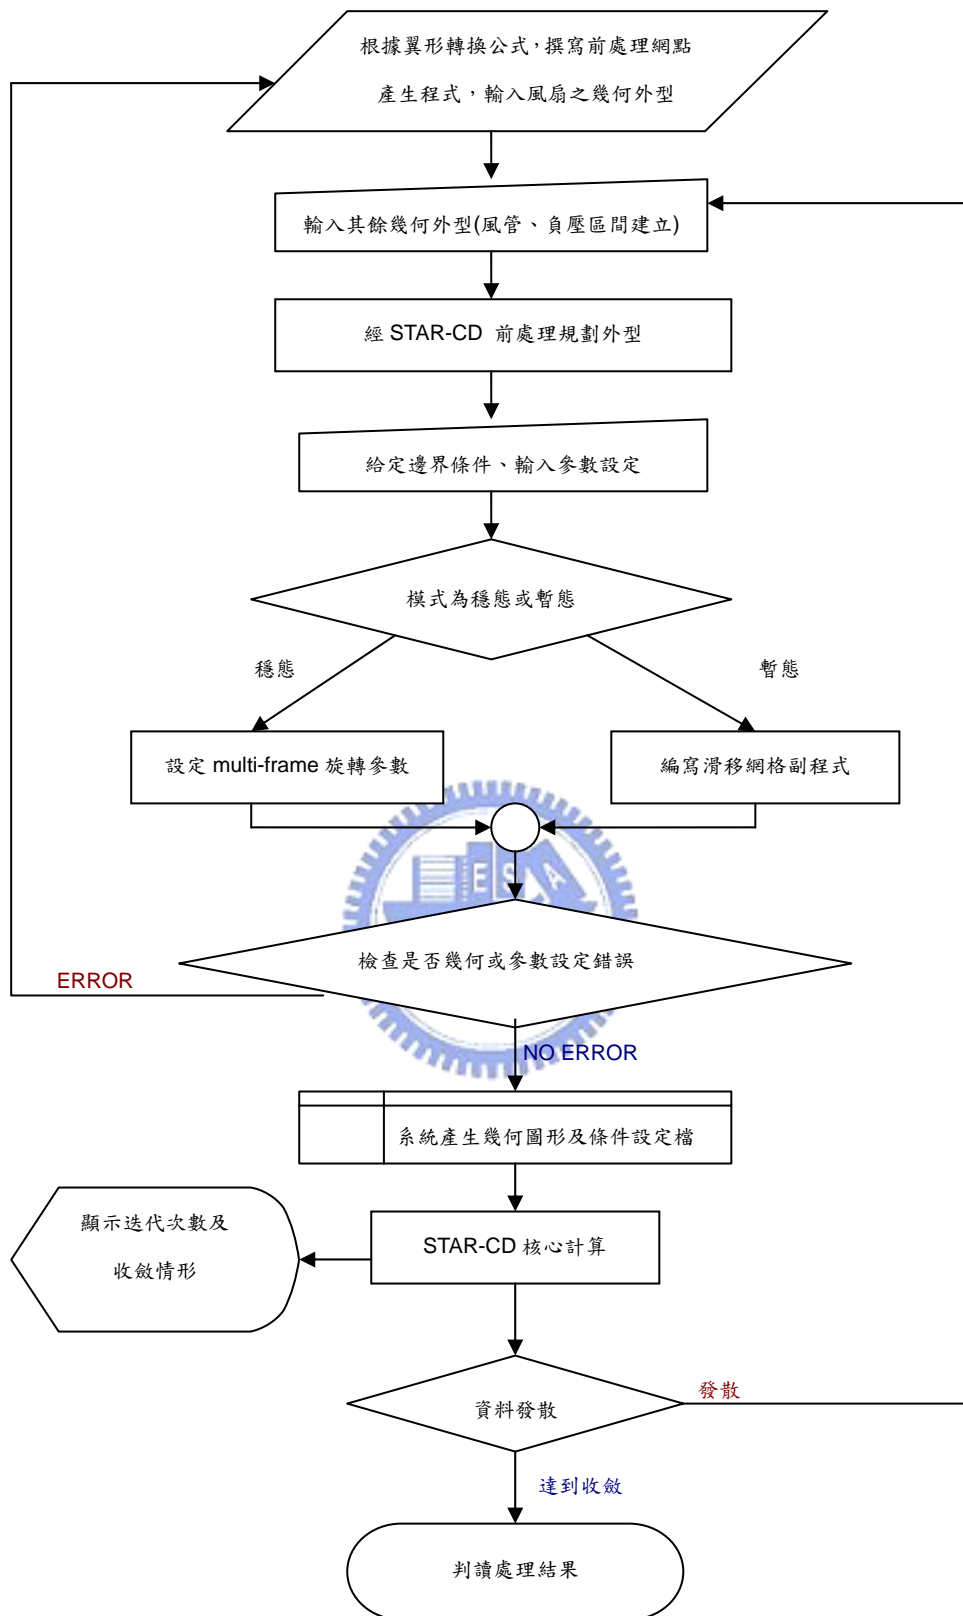 根據翼形轉換公式，撰寫前處理網點
產生程式，輸入風扇之幾何外型
輸入其餘幾何外型(風管、負壓區間建立)
經 STAR-CD 前處理規劃外型
給定邊界條件、輸入參數設定
模式為穩態或暫態
穩態
暫態
設定 multi-frame 旋轉參數
編寫滑移網格副程式
ESA
檢查是否幾何或參數設定錯誤
ERROR
NO ERROR
系統產生幾何圖形及條件設定檔
顯示迭代次數及
收斂情形
STAR-CD 核心計算
資料發散
發散
達到收斂
判讀處理結果